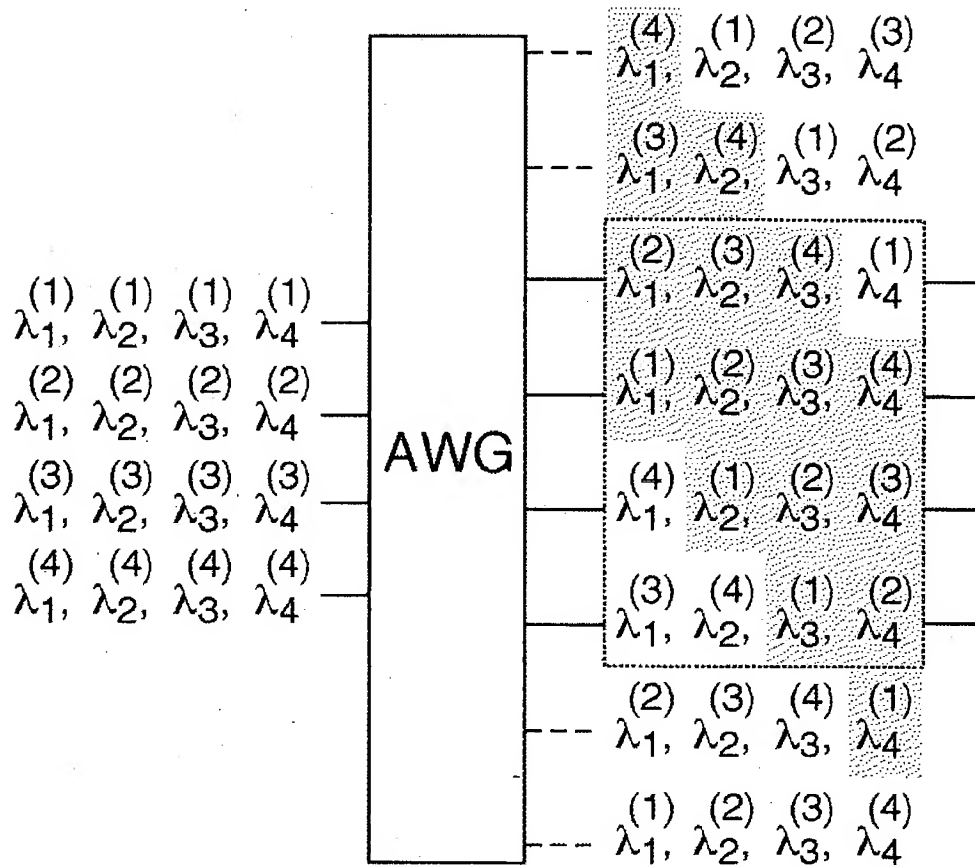 λ₁⁽⁴⁾, λ₂⁽¹⁾, λ₃⁽²⁾, λ₄⁽³⁾
λ₁⁽³⁾, λ₂⁽⁴⁾, λ₃⁽¹⁾, λ₄⁽²⁾
λ₁⁽²⁾, λ₂⁽³⁾, λ₃⁽⁴⁾, λ₄⁽¹⁾
λ₁⁽¹⁾, λ₂⁽¹⁾, λ₃⁽¹⁾, λ₄⁽¹⁾
λ₁⁽²⁾, λ₂⁽²⁾, λ₃⁽²⁾, λ₄⁽²⁾
λ₁⁽³⁾, λ₂⁽³⁾, λ₃⁽³⁾, λ₄⁽³⁾
λ₁⁽⁴⁾, λ₂⁽⁴⁾, λ₃⁽⁴⁾, λ₄⁽⁴⁾
AWG
λ₁⁽¹⁾, λ₂⁽²⁾, λ₃⁽³⁾, λ₄⁽⁴⁾
λ₁⁽⁴⁾, λ₂⁽¹⁾, λ₃⁽²⁾, λ₄⁽³⁾
λ₁⁽³⁾, λ₂⁽⁴⁾, λ₃⁽¹⁾, λ₄⁽²⁾
λ₁⁽²⁾, λ₂⁽³⁾, λ₃⁽⁴⁾, λ₄⁽¹⁾
λ₁⁽¹⁾, λ₂⁽²⁾, λ₃⁽³⁾, λ₄⁽⁴⁾